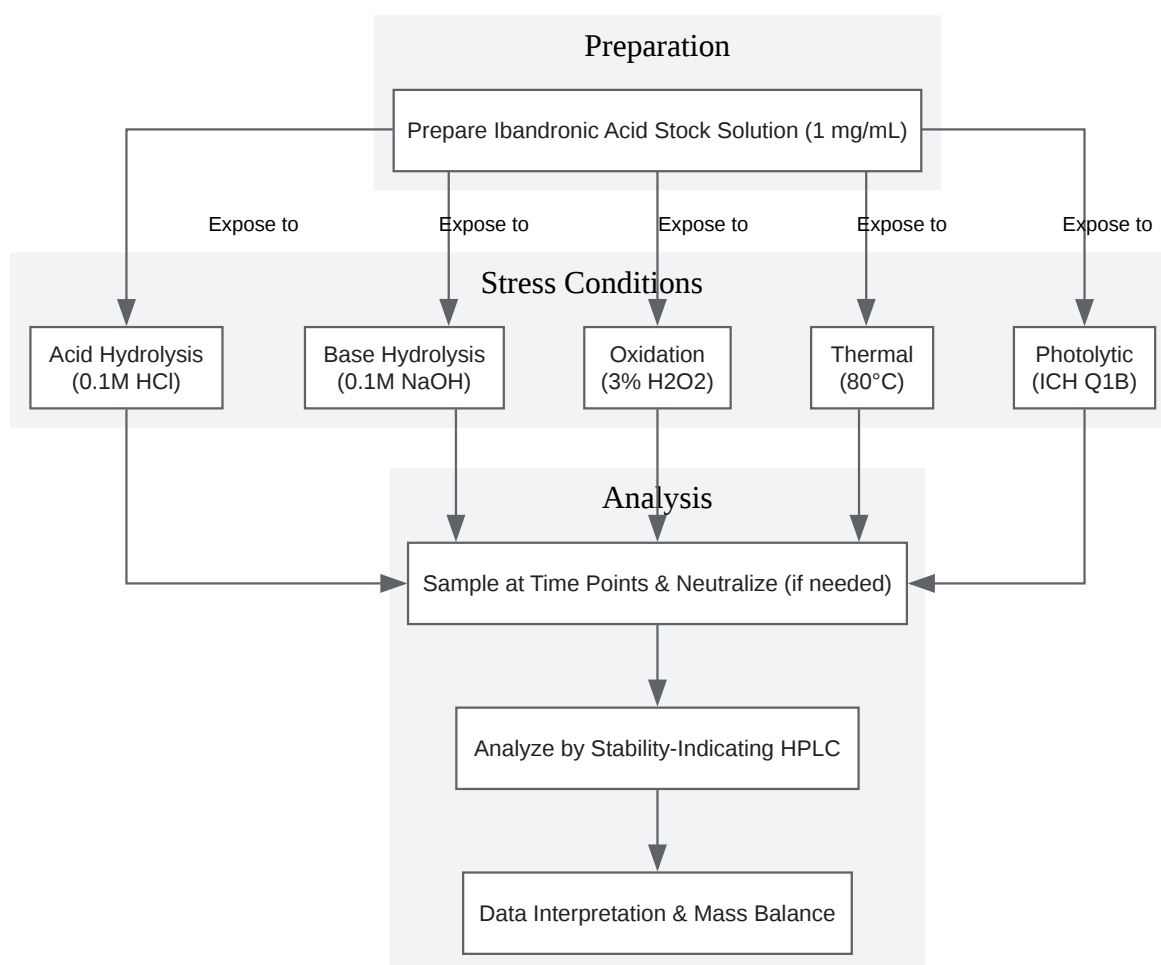 Preparation
Prepare Ibandronic Acid Stock Solution (1 mg/mL)
Expose to
Expose to
Expose to
Expose to
Expose to
Stress Conditions
Acid Hydrolysis
(0.1M HCl)
Base Hydrolysis
(0.1M NaOH)
Oxidation
(3% H2O2)
Thermal
(80°C)
Photolytic
(ICH Q1B)
Analysis
Sample at Time Points & Neutralize (if needed)
Analyze by Stability-Indicating HPLC
Data Interpretation & Mass Balance